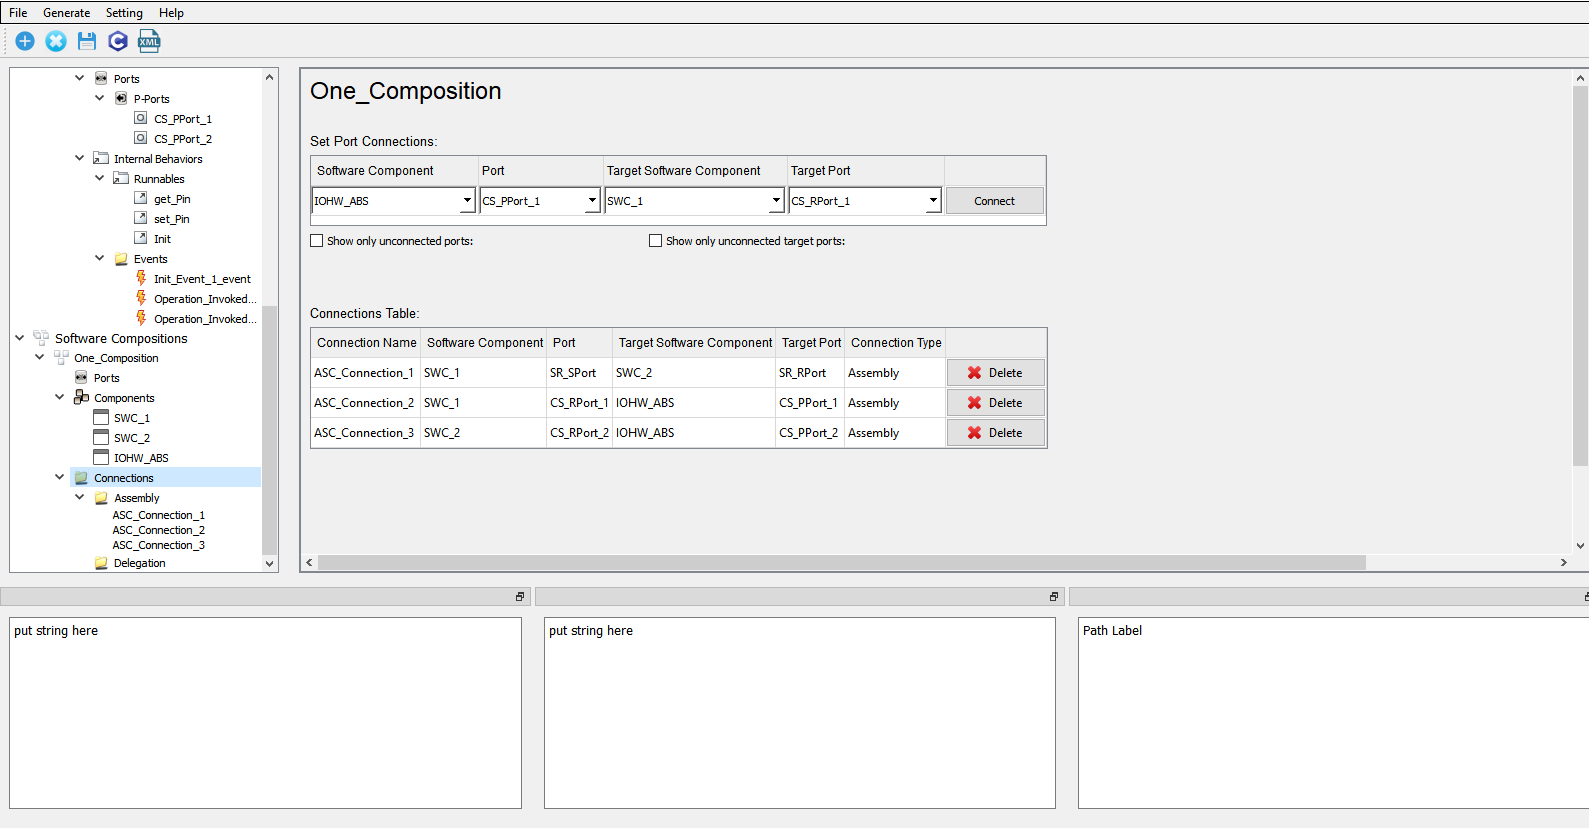 File Generate Setting Help
C XML
Ports
P-Ports
CS_PPort_1
CS_PPort_2
Internal Behaviors
Runnables
get_Pin
set_Pin
Init
Events
Init_Event_1_event
Operation_Invoked...
Operation_Invoked...
Software Compositions
One_Composition
Ports
Components
SWC_1
SWC_2
IOHW_ABS
Connections
Assembly
ASC_Connection_1
ASC_Connection_2
ASC_Connection_3
Delegation
One_Composition
Set Port Connections:
Software Component Port Target Software Component Target Port
IOHW_ABS CS_PPort_1 SWC_1 CS_RPort_1 Connect
Show only unconnected ports: Show only unconnected target ports:
Connections Table:
Connection Name Software Component Port Target Software Component Target Port Connection Type
ASC_Connection_1 SWC_1 SR_SPort SWC_2 SR_RPort Assembly Delete
ASC_Connection_2 SWC_1 CS_RPort_1 IOHW_ABS CS_PPort_1 Assembly Delete
ASC_Connection_3 SWC_2 CS_RPort_2 IOHW_ABS CS_PPort_2 Assembly Delete
put string here
put string here
Path Label